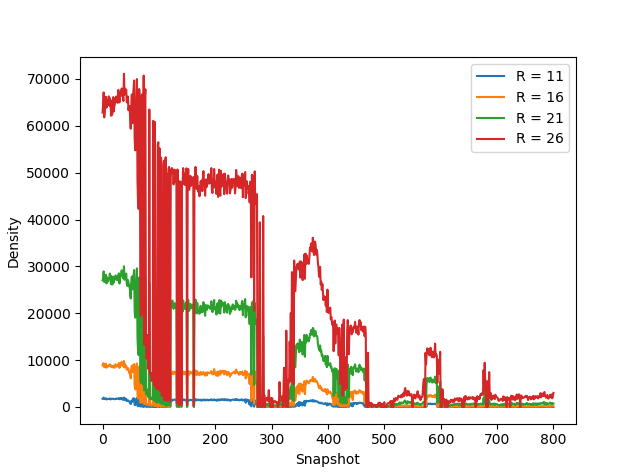 70000
60000
50000
40000
30000
20000
10000
0
Density
0 100 200 300 400 500 600 700 800
Snapshot
R = 11
R = 16
R = 21
R = 26